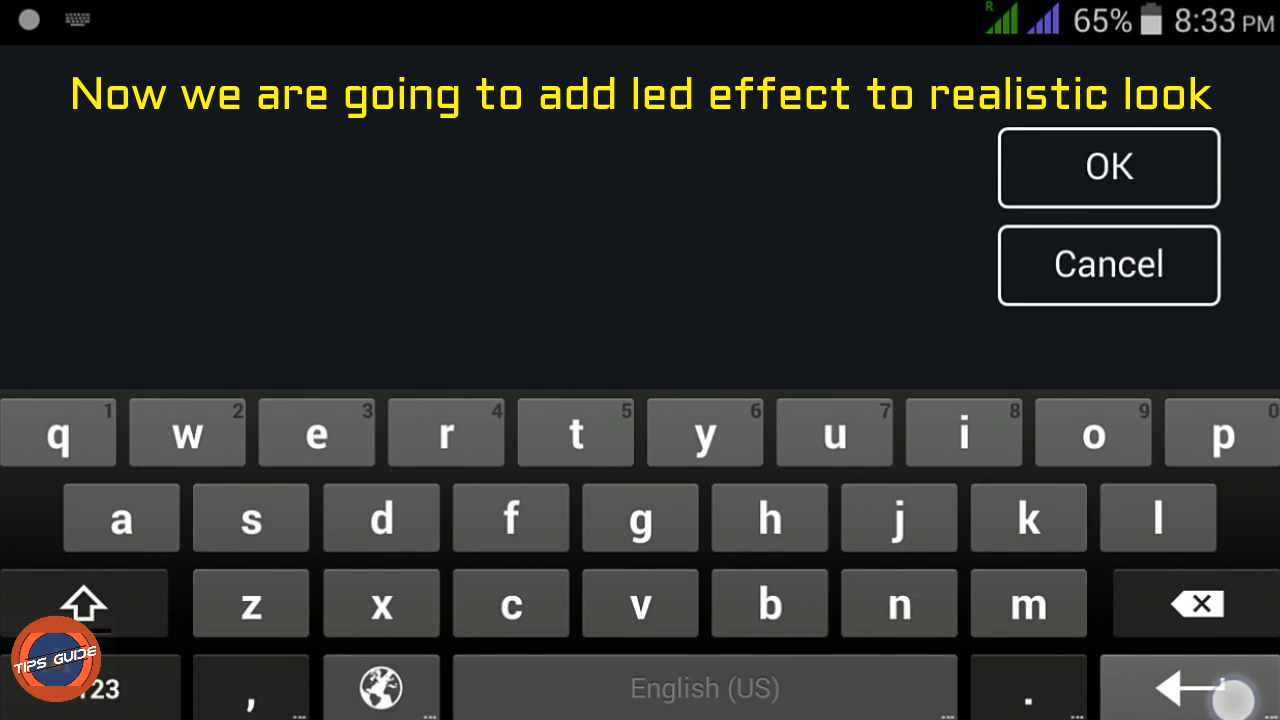 R 65% 8:33 PM
Now we are going to add led effect to realistic look
OK
Cancel
1 2 3 4 5 6 7 8 9 0
q w e r t y u i o p
a s d f g h j k l
z x c v b n m
TIPS GUIDE
123 , English (US) .